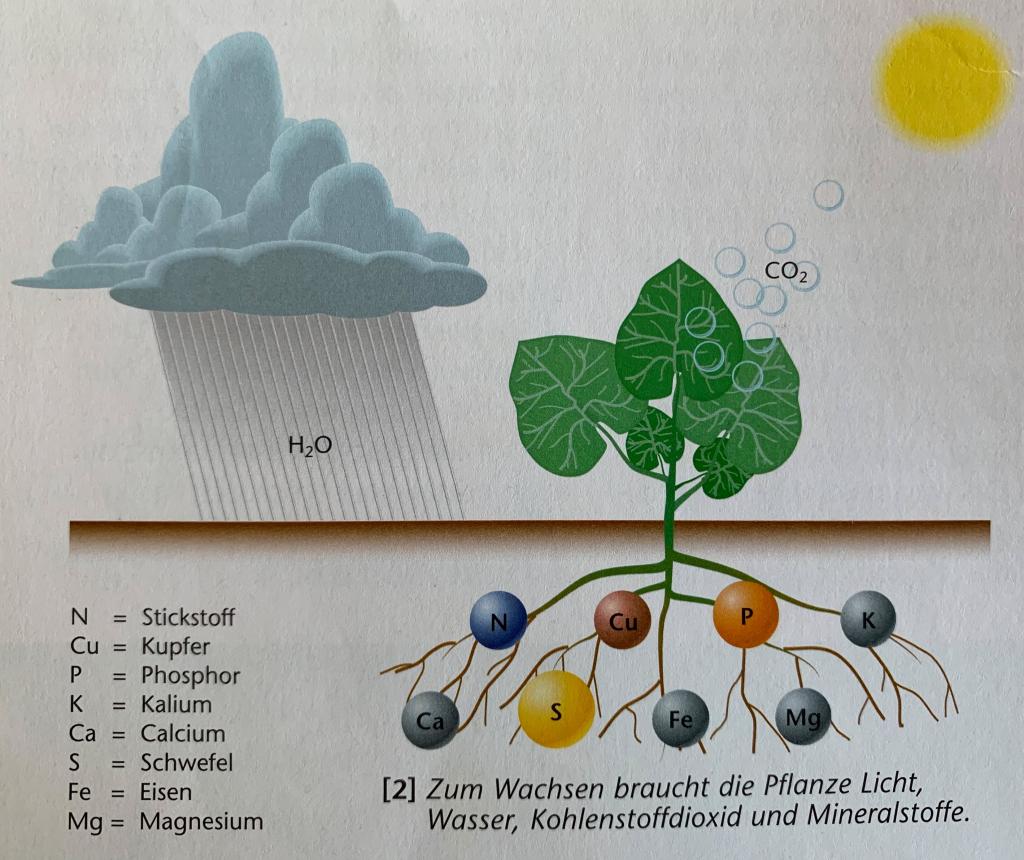 CO₂
H₂O
N Cu P K
Ca S Fe Mg
N = Stickstoff
Cu = Kupfer
P = Phosphor
K = Kalium
Ca = Calcium
S = Schwefel
Fe = Eisen
Mg = Magnesium
[2] Zum Wachsen braucht die Pflanze Licht,
Wasser, Kohlenstoffdioxid und Mineralstoffe.